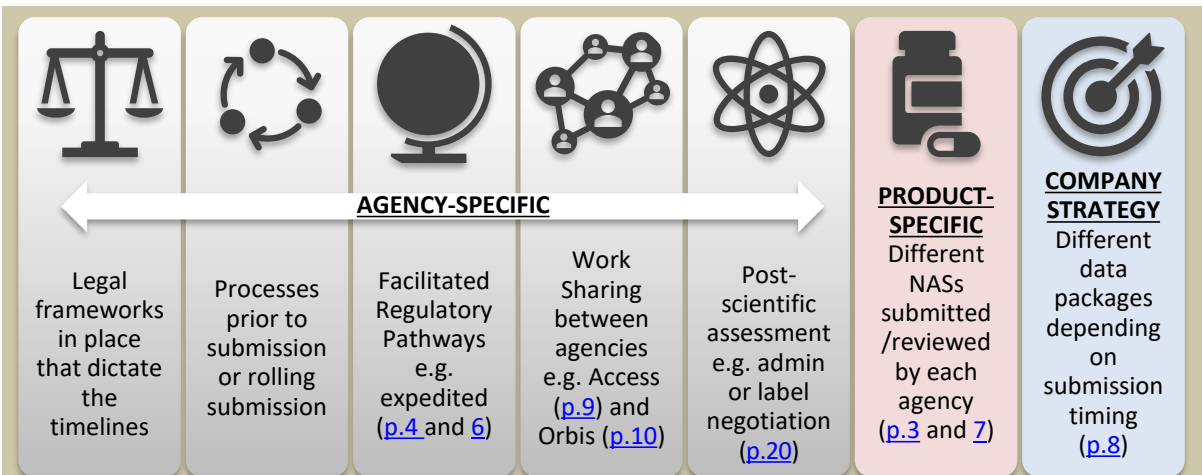 AGENCY-SPECIFIC
Legal
frameworks
in place
that dictate
the
timelines
Processes
prior to
submission
or rolling
submission
Facilitated
Regulatory
Pathways
e.g.
expedited
(p.4 and 6)
Work
Sharing
between
agencies
e.g. Access
(p.9) and
Orbis (p.10)
Post-
scientific
assessment
e.g. admin
or label
negotiation
(p.20)
PRODUCT-
SPECIFIC
Different
NASs
submitted
/reviewed
by each
agency
(p.3 and 7)
COMPANY
STRATEGY
Different
data
packages
depending
on
submission
timing
(p.8)